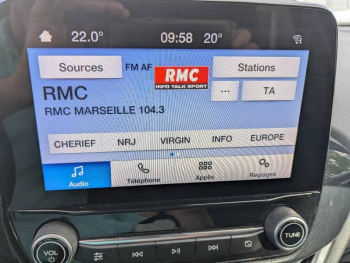 22.0° 09:58 20°
Sources FM AF RMC INFO TALK SPORT Stations
RMC ... TA
RMC MARSEILLE 104.3
CHERIEF NRJ VIRGIN INFO EUROPE
Audio Téléphone Applis Réglages
VOL TUNE